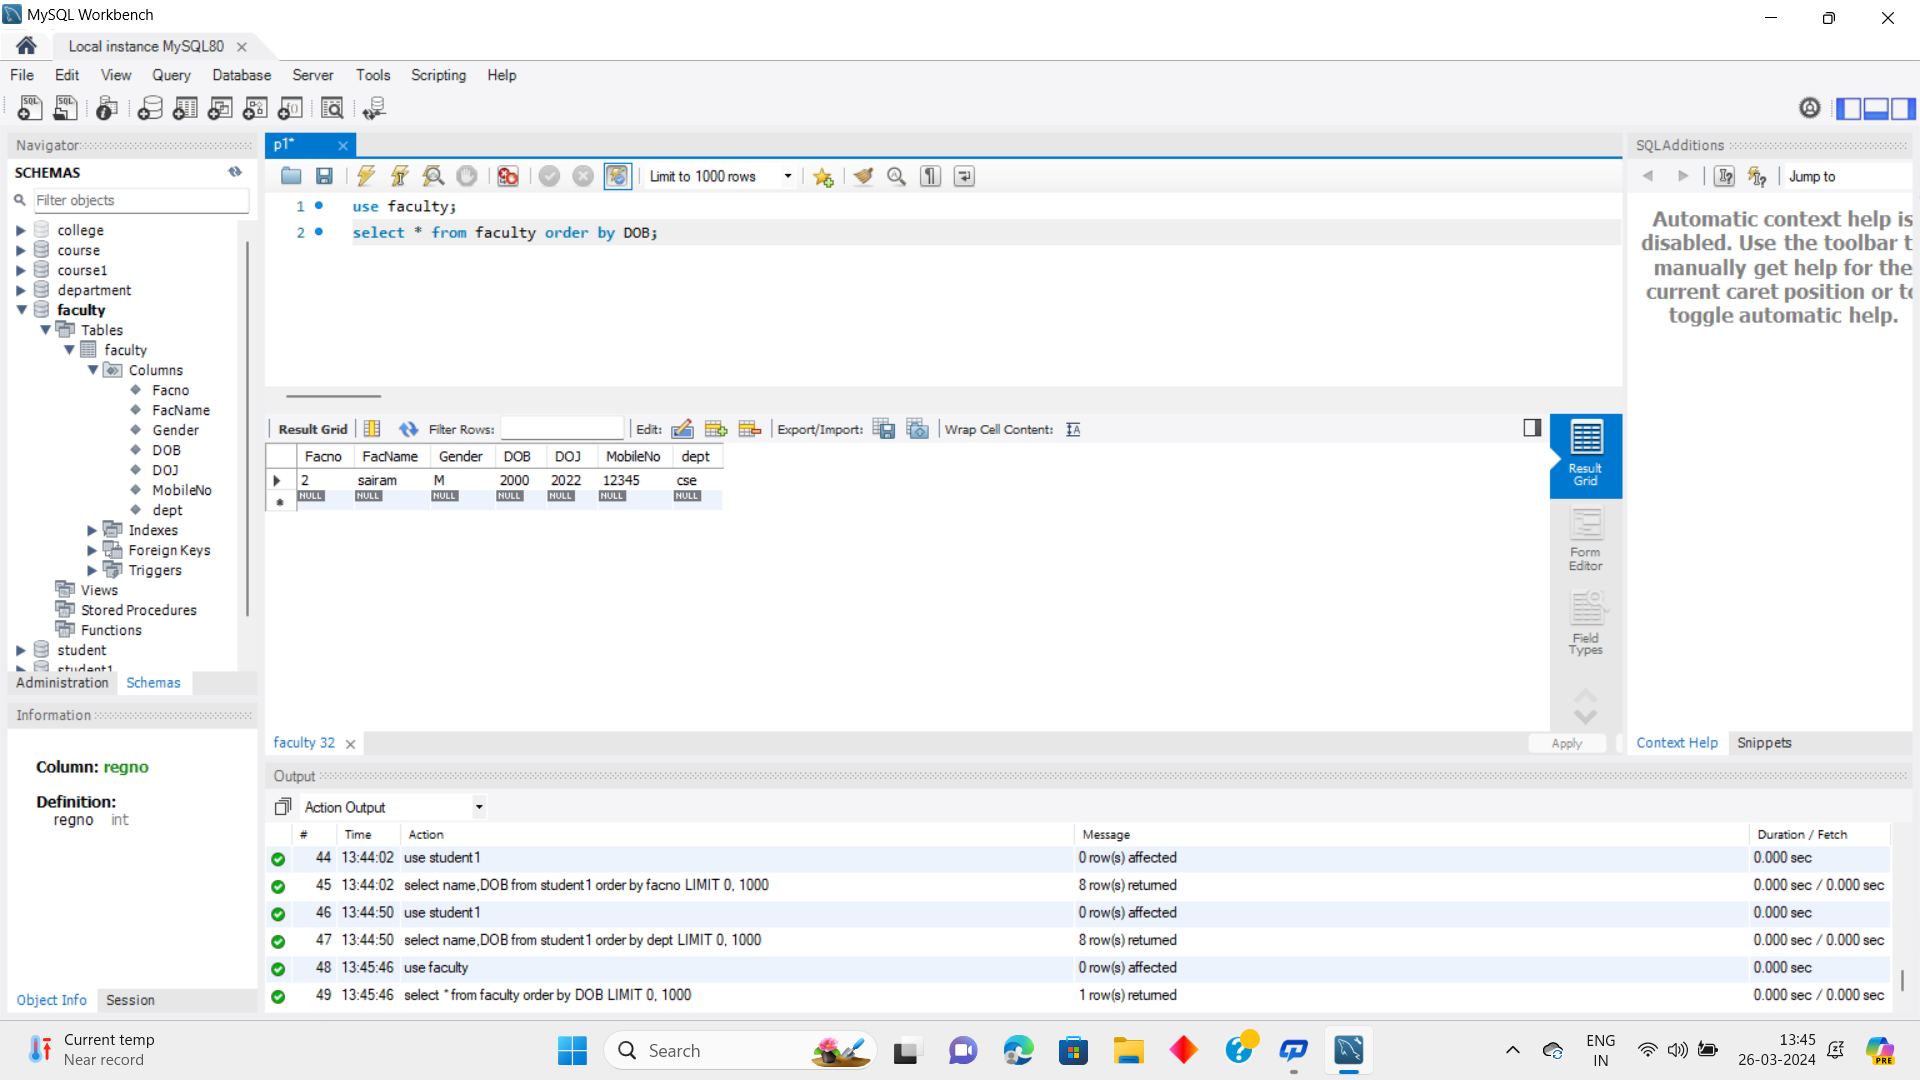 MySQL Workbench
Local instance MySQL80
File Edit View Query Database Server Tools Scripting Help
Navigator
SCHEMAS
Filter objects
college
course
course1
department
faculty
Tables
faculty
Columns
Facno
FacName
Gender
DOB
DOJ
MobileNo
dept
Indexes
Foreign Keys
Triggers
Views
Stored Procedures
Functions
student
student1
Administration Schemas
Information
Column: regno
Definition:
regno int
Object Info Session
p1*
Limit to 1000 rows
1 use faculty;
2 select * from faculty order by DOB;
Result Grid Filter Rows: Edit: Export/Import: Wrap Cell Content:
Facno FacName Gender DOB DOJ MobileNo dept
2 sairam M 2000 2022 12345 cse
NULL NULL NULL NULL NULL NULL NULL
Result
Grid
Form
Editor
Field
Types
faculty 32
Apply
SQLAdditions
Jump to
Automatic context help is
disabled. Use the toolbar t
manually get help for the
current caret position or to
toggle automatic help.
Context Help Snippets
Output
Action Output
# Time Action Message Duration / Fetch
44 13:44:02 use student1 0 row(s) affected 0.000 sec
45 13:44:02 select name,DOB from student1 order by facno LIMIT 0, 1000 8 row(s) returned 0.000 sec / 0.000 sec
46 13:44:50 use student1 0 row(s) affected 0.000 sec
47 13:44:50 select name,DOB from student1 order by dept LIMIT 0, 1000 8 row(s) returned 0.000 sec / 0.000 sec
48 13:45:46 use faculty 0 row(s) affected 0.000 sec
49 13:45:46 select * from faculty order by DOB LIMIT 0, 1000 1 row(s) returned 0.000 sec / 0.000 sec
Current temp
Near record
Search
ENG
IN
13:45
26-03-2024
PRE